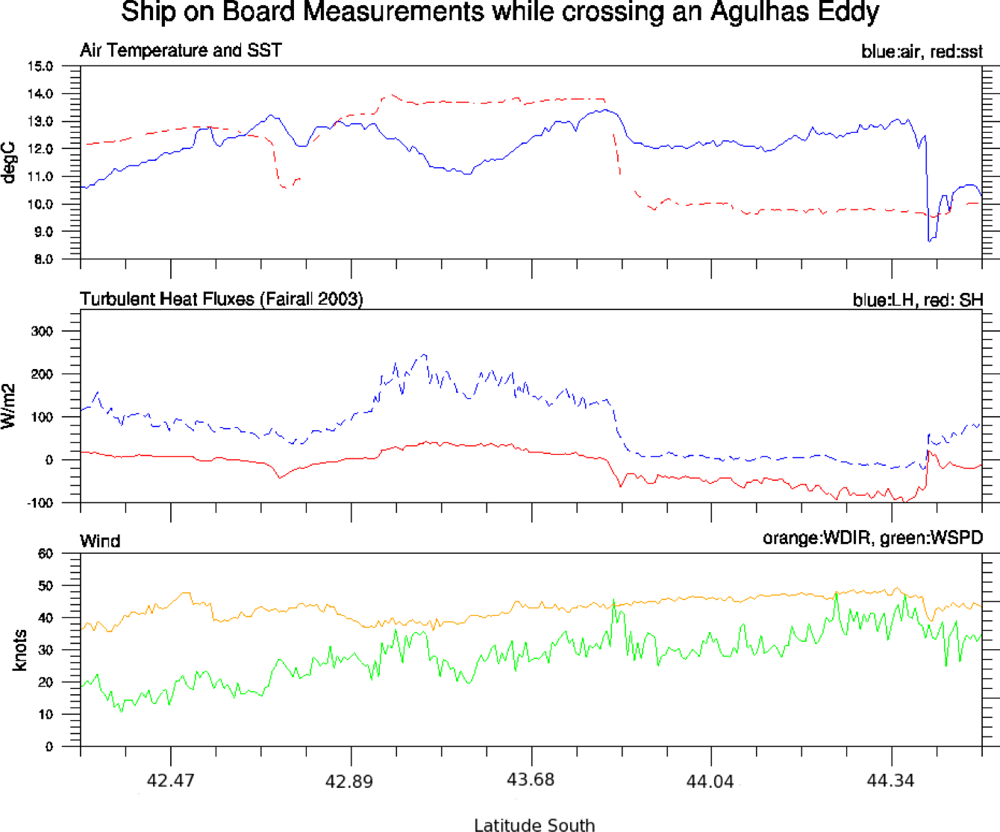 Ship on Board Measurements while crossing an Agulhas Eddy
Air Temperature and SST blue:air, red:sst
15.0
14.0
13.0
12.0
11.0
10.0
9.0
8.0
degC
Turbulent Heat Fluxes (Fairall 2003) blue:LH, red: SH
300
200
100
0
-100
W/m2
Wind orange:WDIR, green:WSPD
60
50
40
30
20
10
0
knots
42.47 42.89 43.68 44.04 44.34
Latitude South